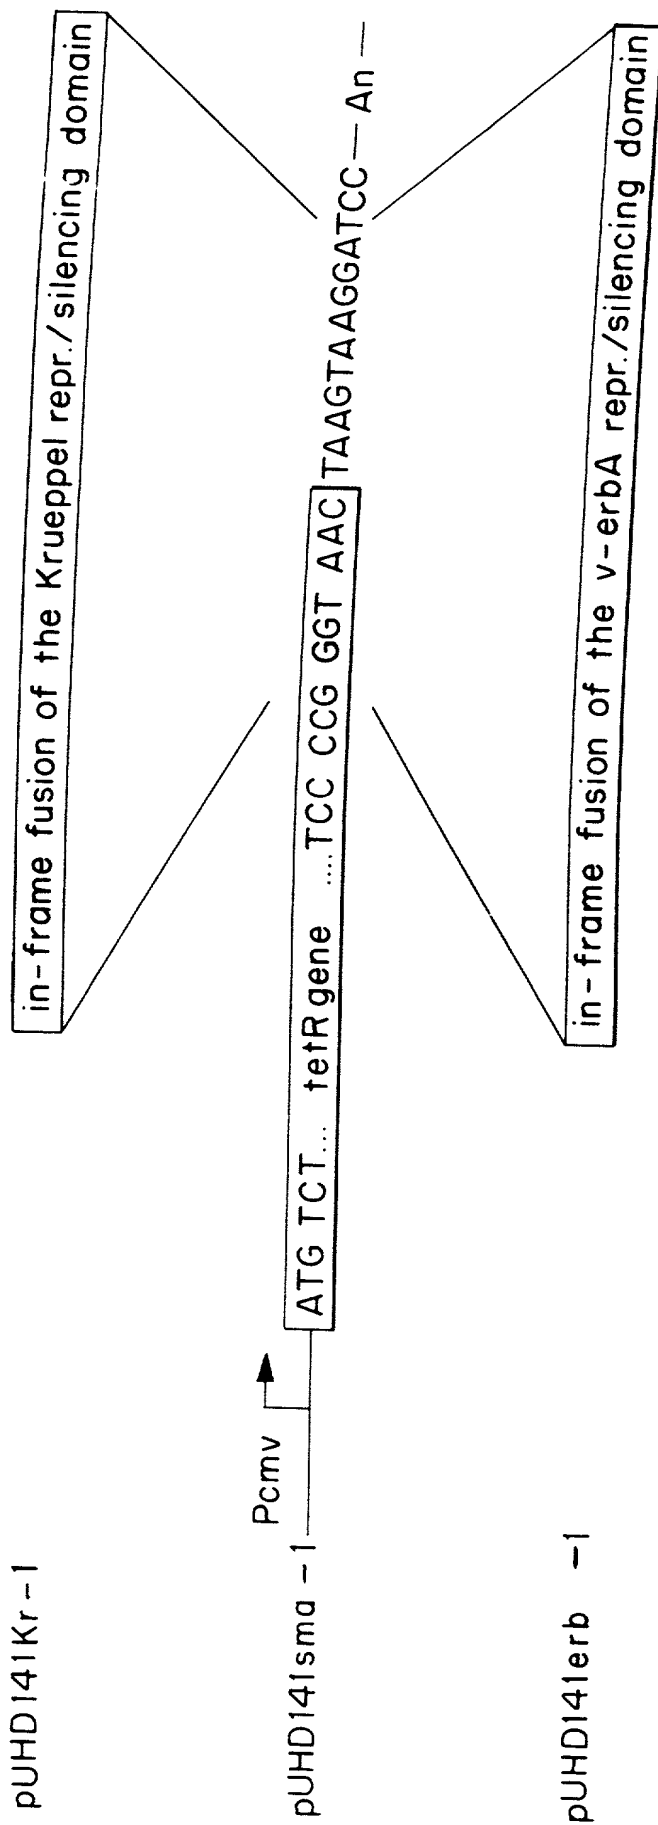 pUHD141Kr-1
in-frame fusion of the Krueppel repr./silencing domain
Pcmv
pUHD141sma-1
ATG TCT.... tetR gene ....TCC CCG GGT AAC TAAGTAAGGATCC — An —
pUHD141erb -1
in-frame fusion of the v-erbA repr./silencing domain